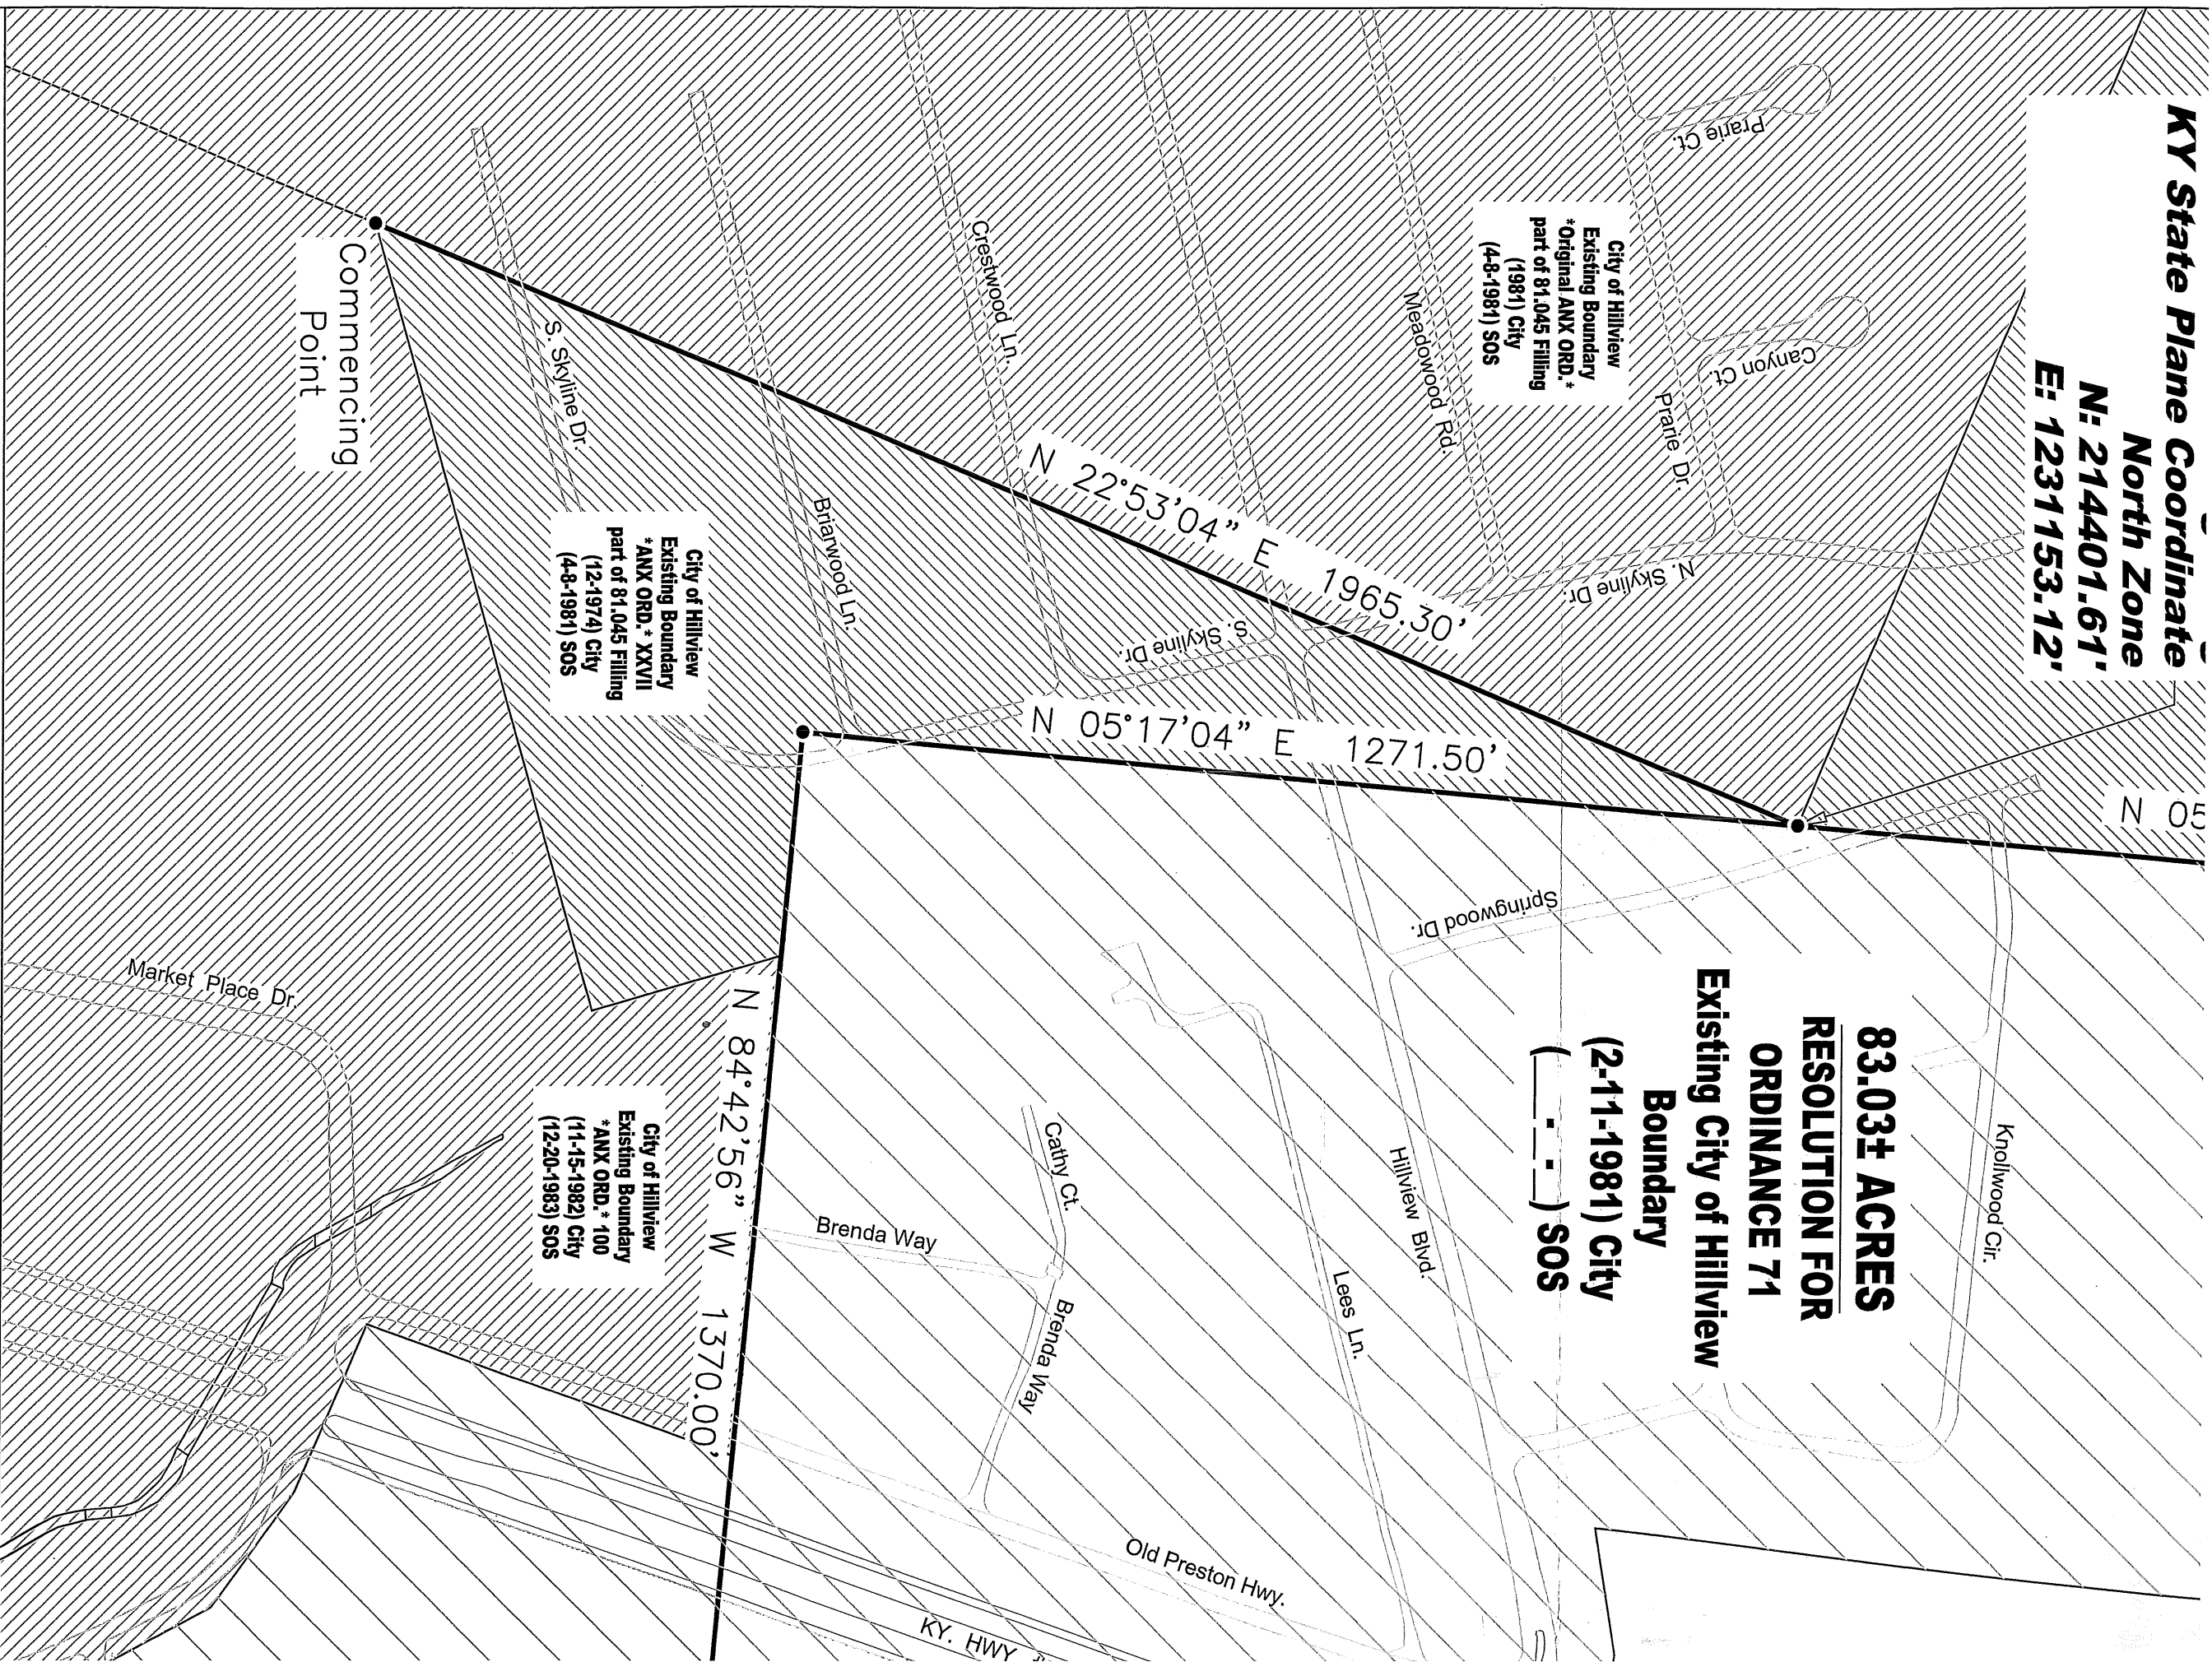 KY State Plane Coordinate
North Zone
N: 214401.61'
E: 1231153.12'
N 05
Prarie Ct.
Canyon Ct.
Prarie Dr.
City of Hillview
Existing Boundary
*Original ANX ORD.*
part of 81.045 Filling
(1981) City
(4-8-1981) SOS
Meadowood Rd.
N. Skyline Dr.
Crestwood Ln.
N 22°53'04" E 1965.30'
S. Skyline Dr.
N 05°17'04" E 1271.50'
Briarwood Ln.
S. Skyline Dr.
City of Hillview
Existing Boundary
*ANX ORD.* XXVII
part of 81.045 Filling
(12-1974) City
(4-8-1981) SOS
Commencing
Point
Knollwood Cir.
83.03± ACRES
RESOLUTION FOR
ORDINANCE 71
Existing City of Hillview
Boundary
(2-11-1981) City
(__-_-_) SOS
Springwood Dr.
Hillview Blvd.
Lees Ln.
Cathy Ct.
Brenda Way
Brenda Way
N 84°42'56" W 1370.00'
City of Hillview
Existing Boundary
*ANX ORD.* 100
(11-15-1982) City
(12-20-1983) SOS
Market Place Dr.
Old Preston Hwy.
KY. HWY